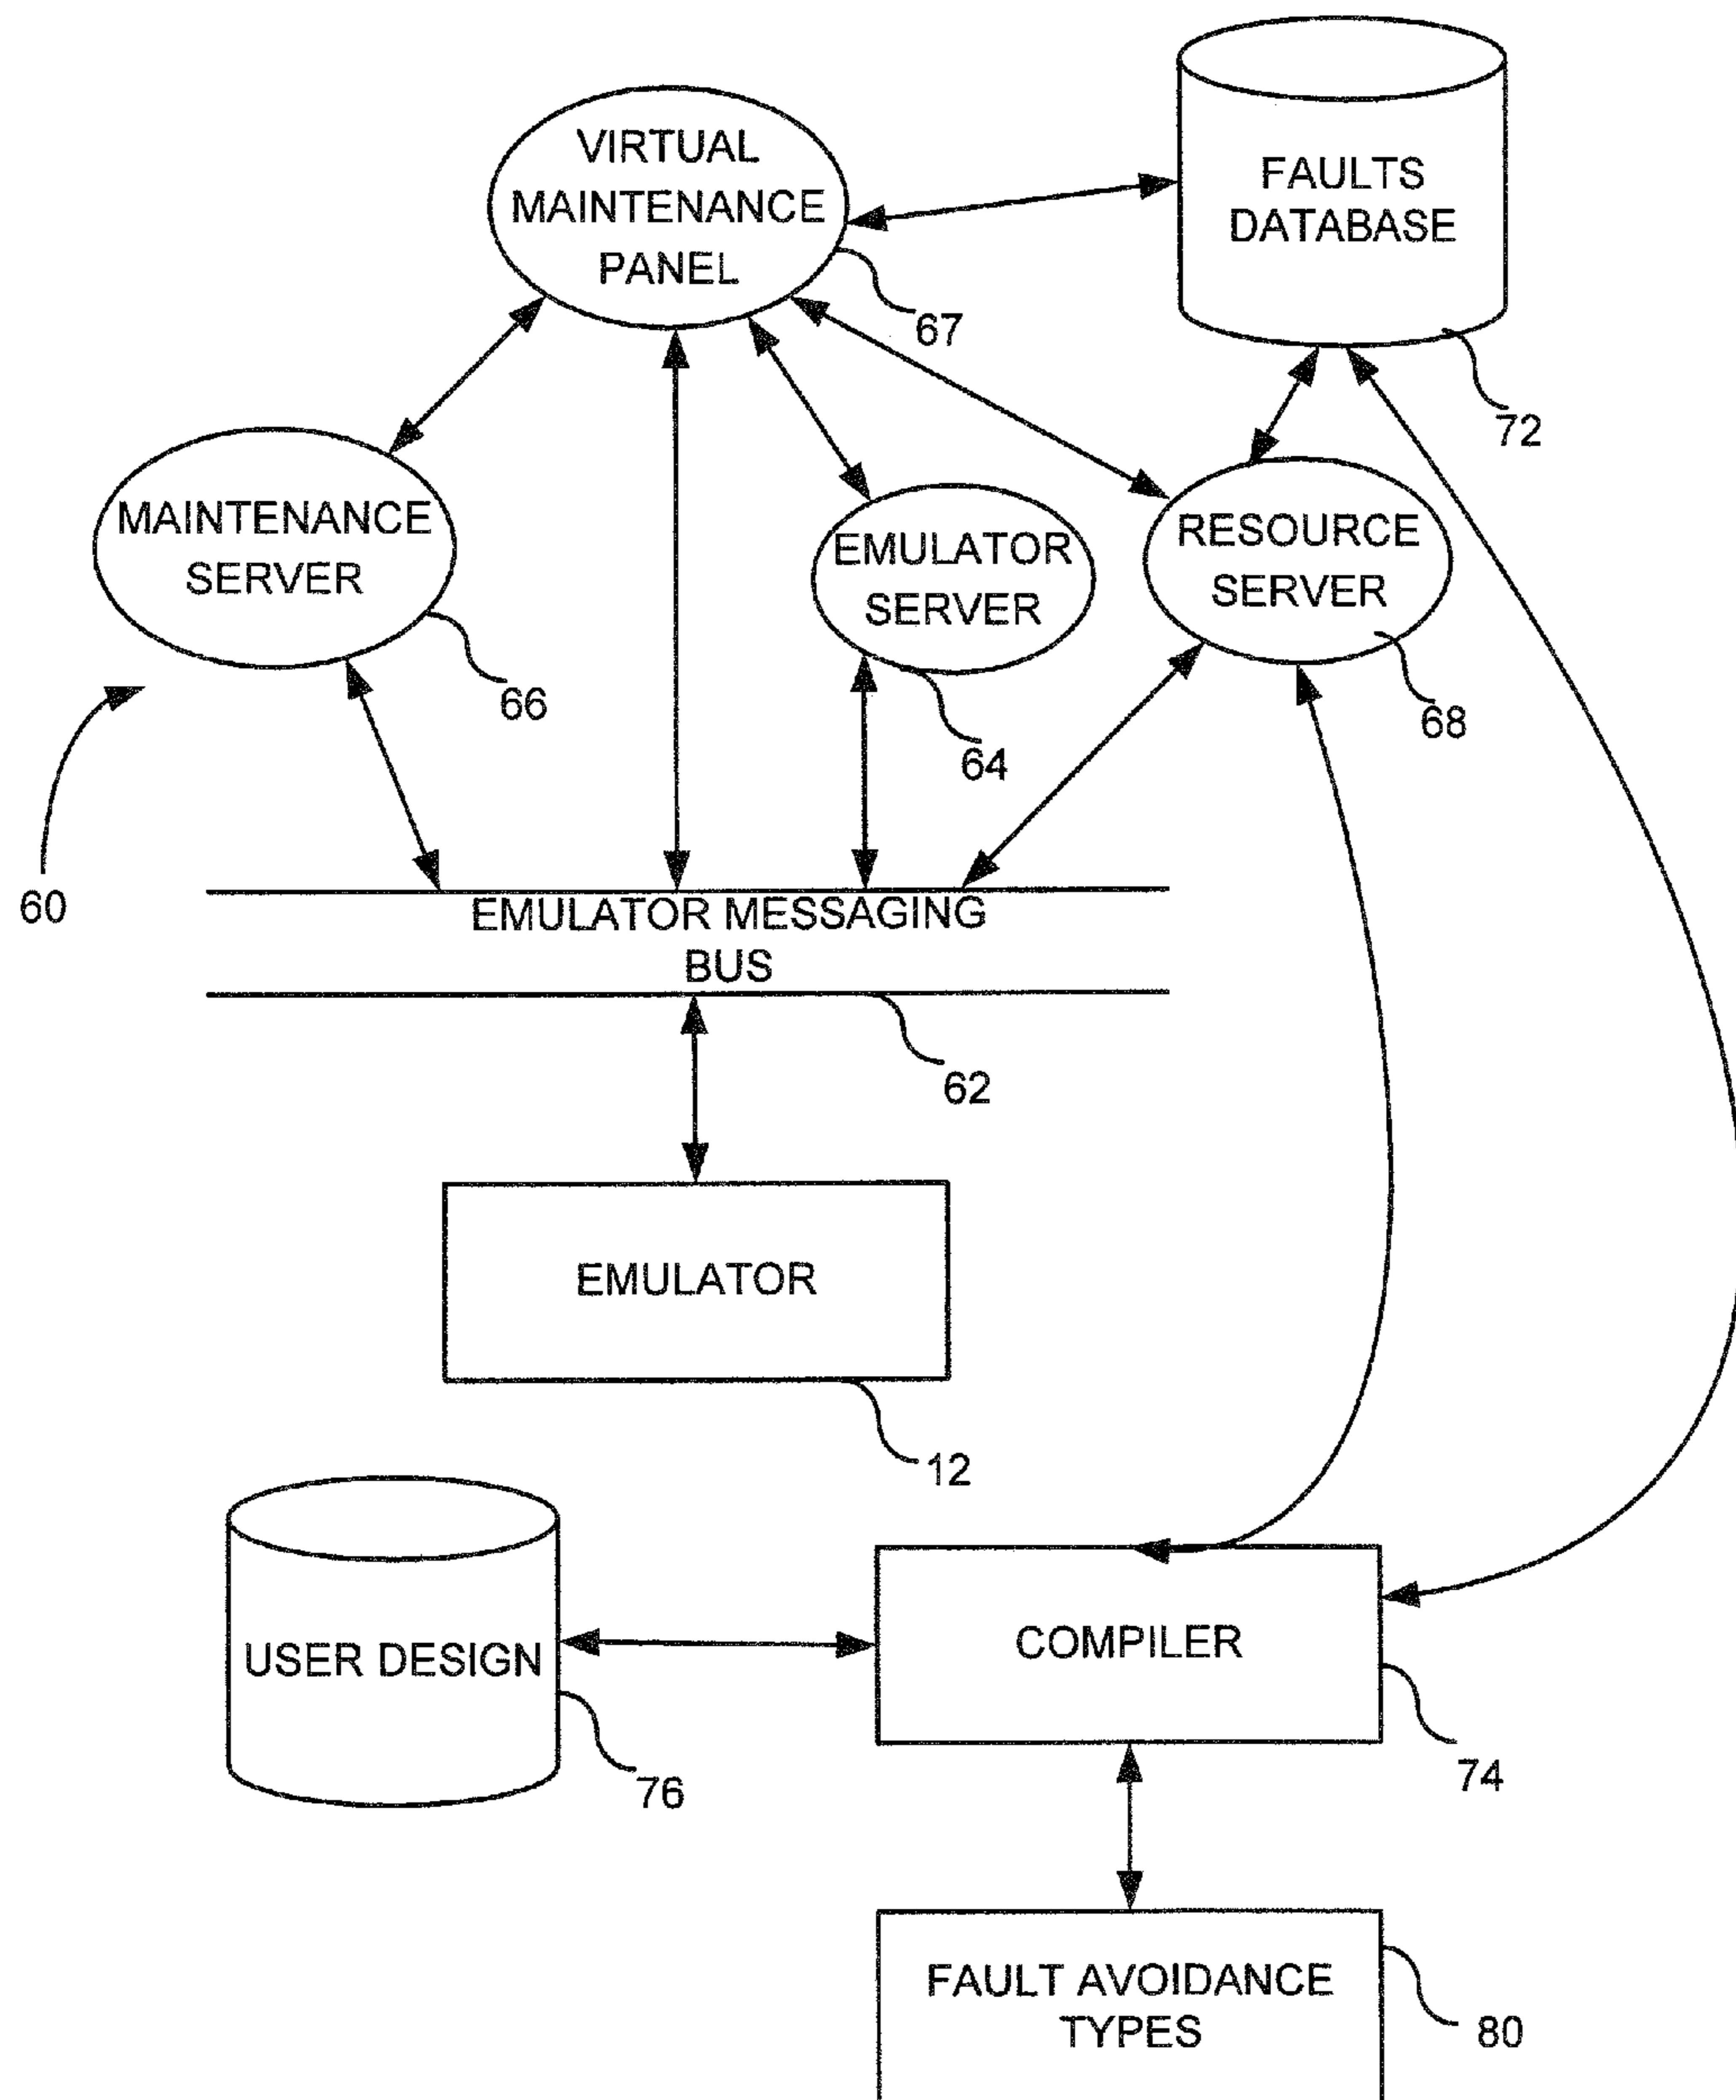 VIRTUAL
MAINTENANCE
PANEL
67
FAULTS
DATABASE
72
MAINTENANCE
SERVER
66
EMULATOR
SERVER
64
RESOURCE
SERVER
68
60
EMULATOR MESSAGING
BUS
62
EMULATOR
12
USER DESIGN
76
COMPILER
74
FAULT AVOIDANCE
TYPES
80